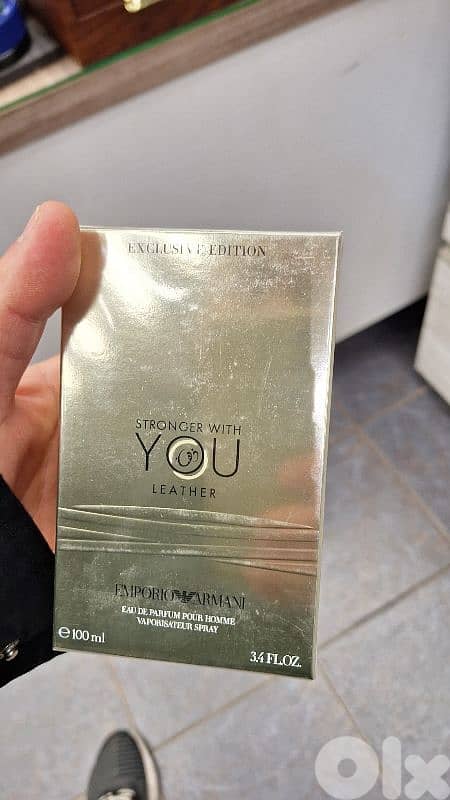 EXCLUSIVE EDITION
STRONGER WITH
YOU
LEATHER
EMPORIO ARMANI
EAU DE PARFUM POUR HOMME
VAPORISATEUR SPRAY
e 100 ml
3.4 FL.OZ.
OLX